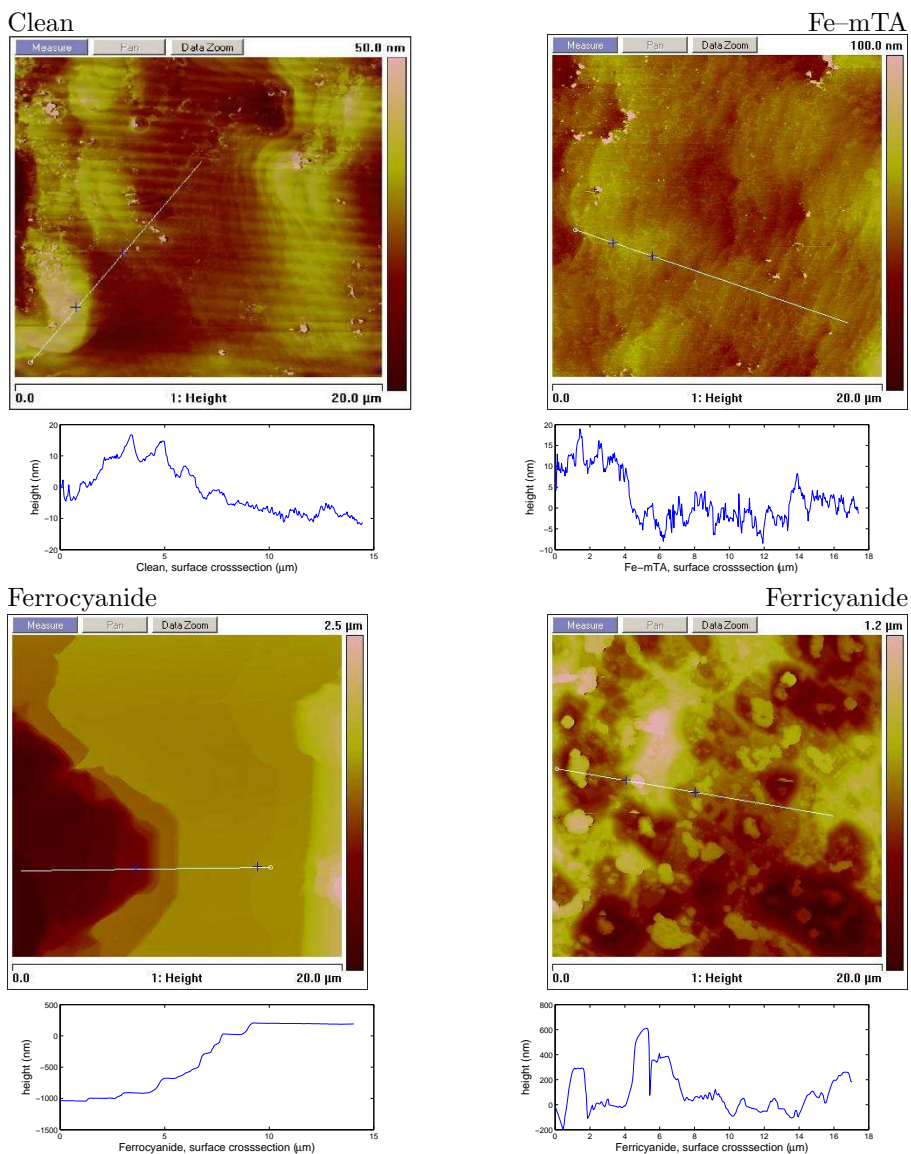 Clean
Fe–mTA
Measure Pan Data Zoom 50.0 nm
Measure Pan Data Zoom 100.0 nm
0.0 1: Height 20.0 µm
0.0 1: Height 20.0 µm
20
10
0
−10
−20
height (nm)
0 5 10 15
Clean, surface crosssection (µm)
20
15
10
5
0
−5
−10
height (nm)
0 2 4 6 8 10 12 14 16 18
Fe−mTA, surface crosssection (µm)
Ferrocyanide
Ferricyanide
Measure Pan Data Zoom 2.5 µm
Measure Pan Data Zoom 1.2 µm
0.0 1: Height 20.0 µm
0.0 1: Height 20.0 µm
500
0
−500
−1000
−1500
height (nm)
0 5 10 15
Ferrocyanide, surface crosssection (µm)
800
600
400
200
0
−200
height (nm)
0 2 4 6 8 10 12 14 16 18
Ferricyanide, surface crosssection (µm)